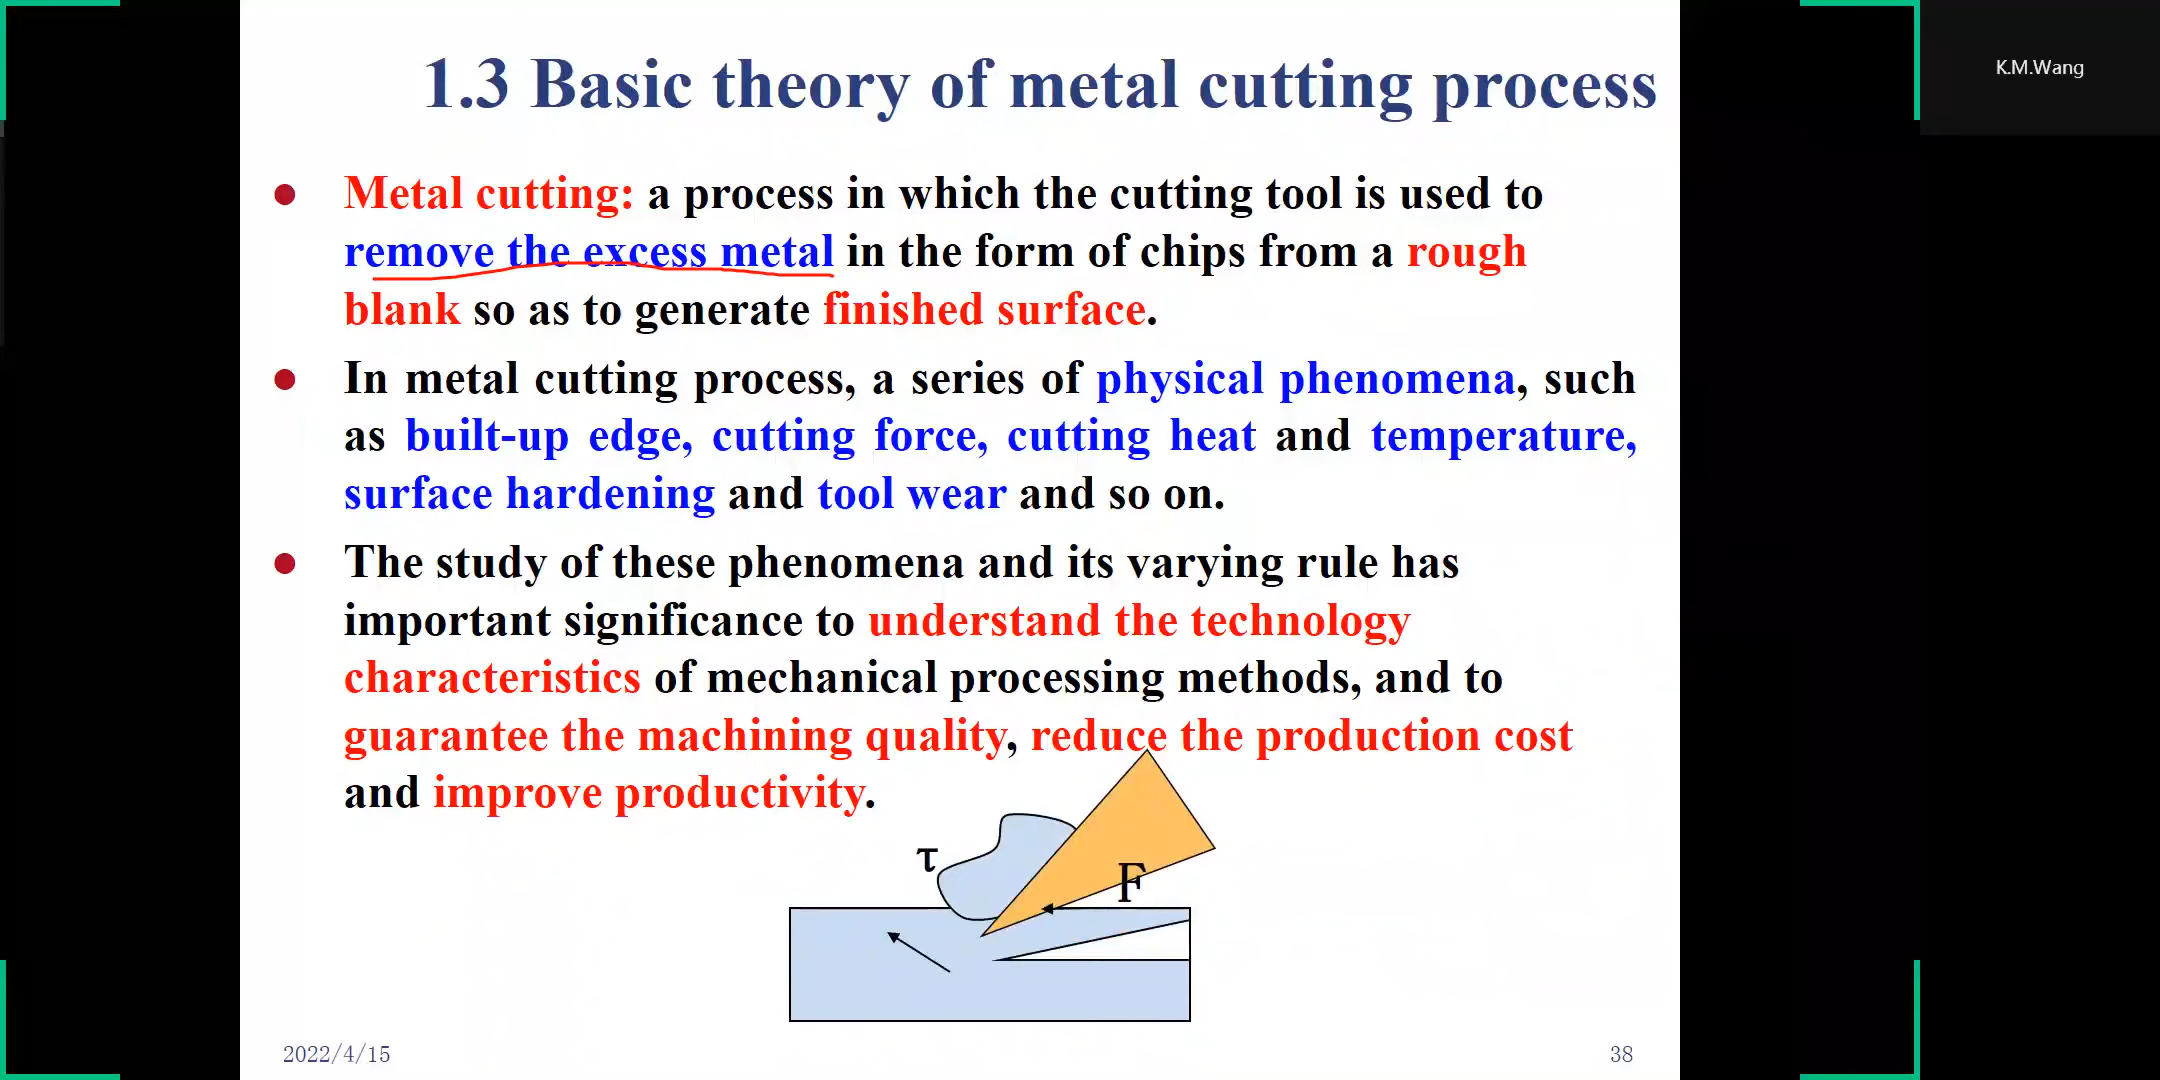 1.3 Basic theory of metal cutting process
K.M.Wang
● Metal cutting: a process in which the cutting tool is used to
remove the excess metal in the form of chips from a rough
blank so as to generate finished surface.
● In metal cutting process, a series of physical phenomena, such
as built-up edge, cutting force, cutting heat and temperature,
surface hardening and tool wear and so on.
● The study of these phenomena and its varying rule has
important significance to understand the technology
characteristics of mechanical processing methods, and to
guarantee the machining quality, reduce the production cost
and improve productivity.
τ
F
2022/4/15
38